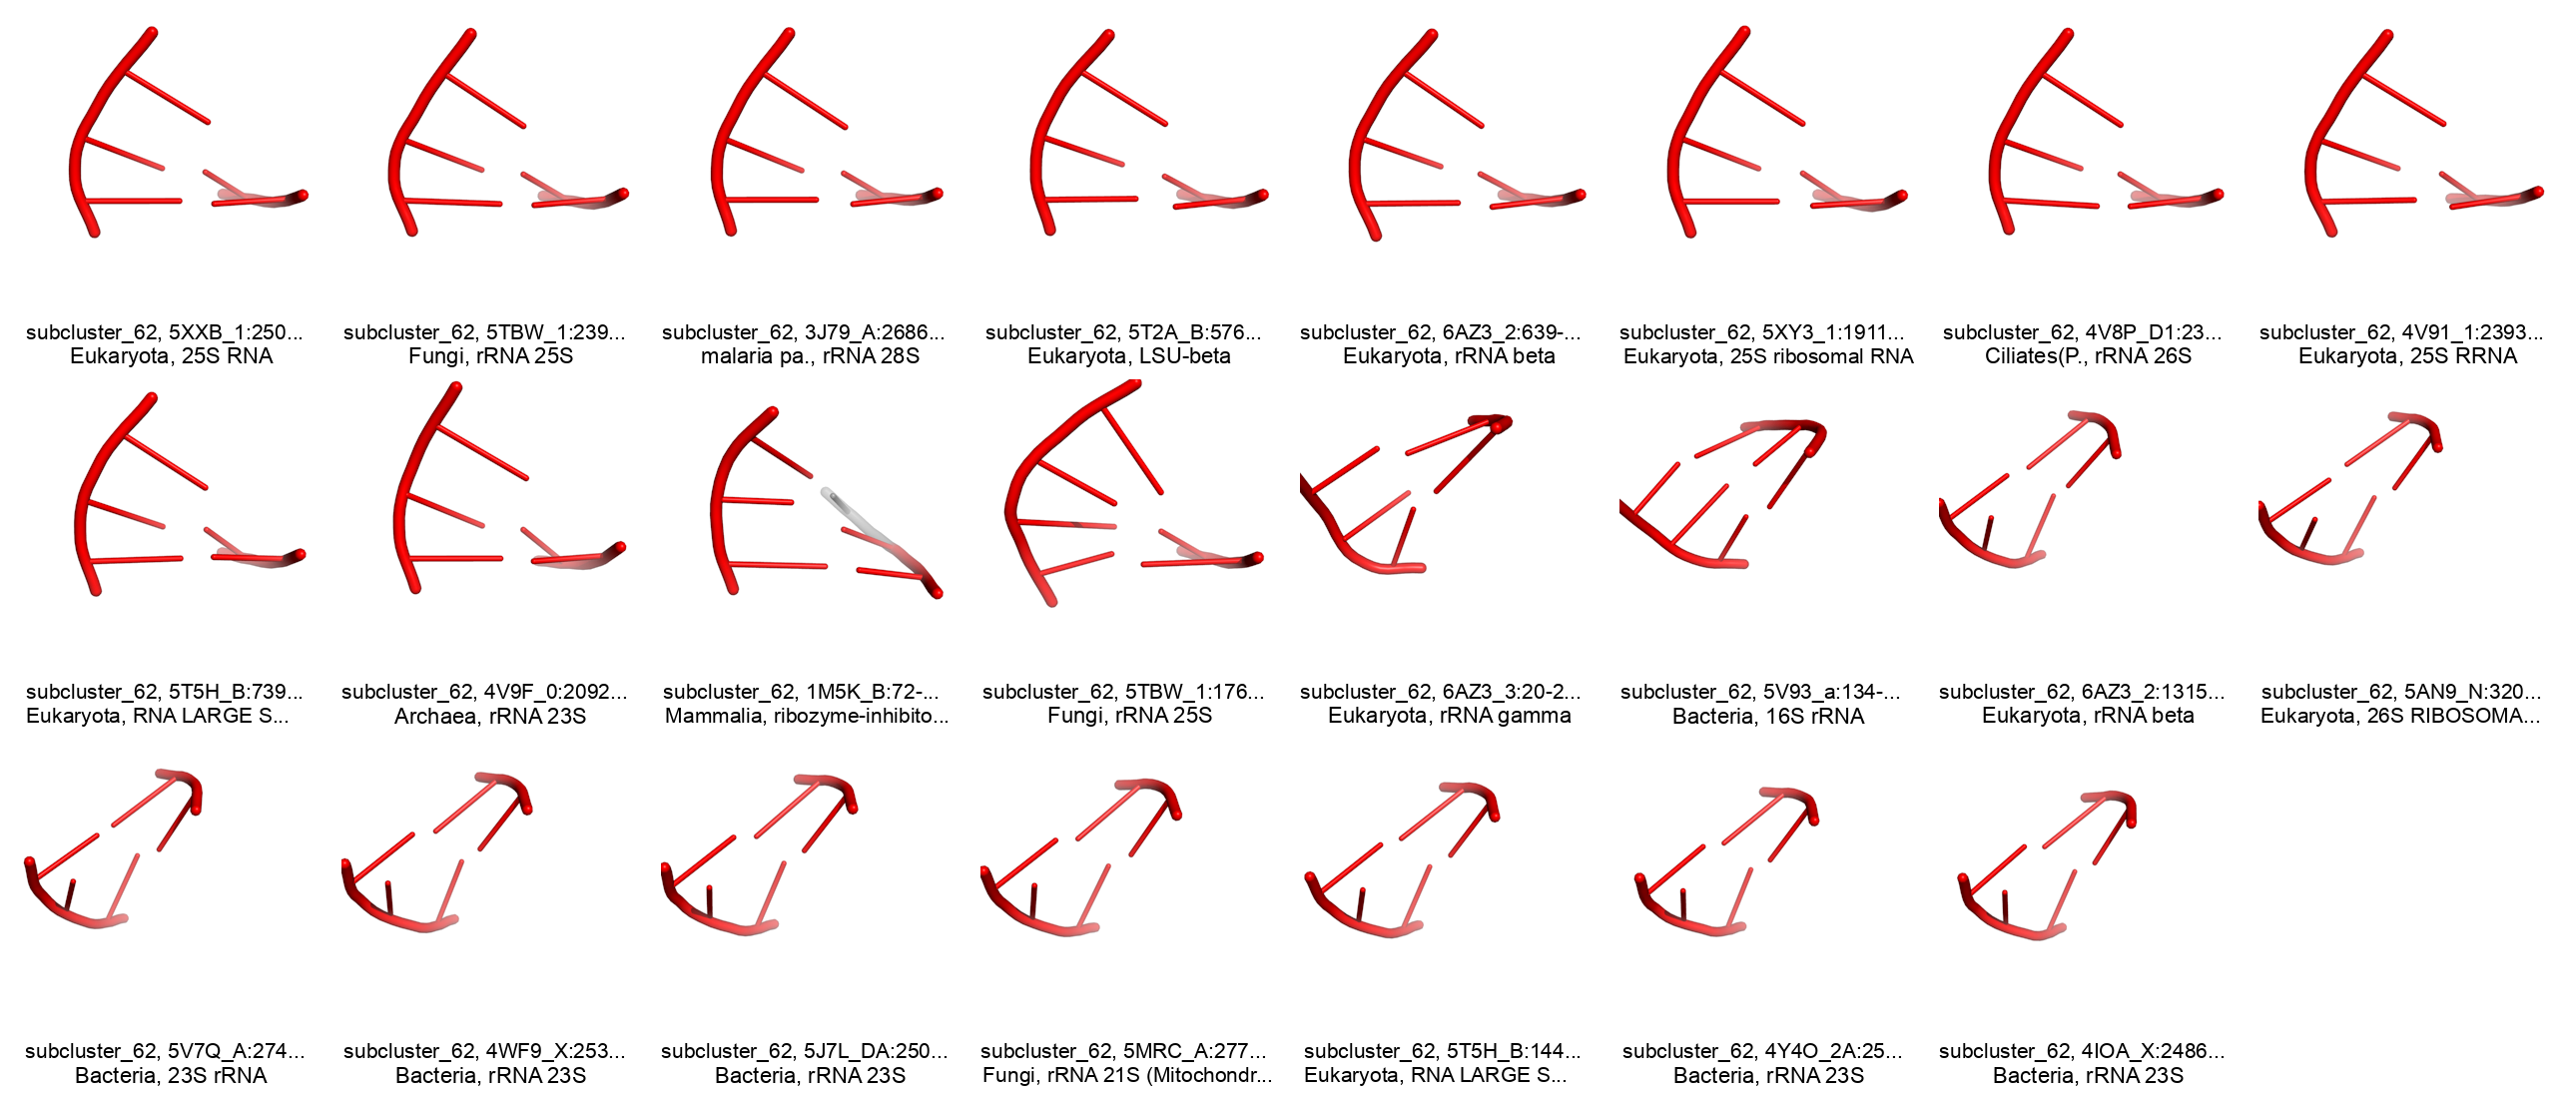 subcluster_62, 5XXB_1:250...
Eukaryota, 25S RNA
subcluster_62, 5TBW_1:239...
Fungi, rRNA 25S
subcluster_62, 3J79_A:2686...
malaria pa., rRNA 28S
subcluster_62, 5T2A_B:576...
Eukaryota, LSU-beta
subcluster_62, 6AZ3_2:639-...
Eukaryota, rRNA beta
subcluster_62, 5XY3_1:1911...
Eukaryota, 25S ribosomal RNA
subcluster_62, 4V8P_D1:23...
Ciliates(P., rRNA 26S
subcluster_62, 4V91_1:2393...
Eukaryota, 25S RRNA
subcluster_62, 5T5H_B:739...
Eukaryota, RNA LARGE S...
subcluster_62, 4V9F_0:2092...
Archaea, rRNA 23S
subcluster_62, 1M5K_B:72-...
Mammalia, ribozyme-inhibito...
subcluster_62, 5TBW_1:176...
Fungi, rRNA 25S
subcluster_62, 6AZ3_3:20-2...
Eukaryota, rRNA gamma
subcluster_62, 5V93_a:134-...
Bacteria, 16S rRNA
subcluster_62, 6AZ3_2:1315...
Eukaryota, rRNA beta
subcluster_62, 5AN9_N:320...
Eukaryota, 26S RIBOSOMA...
subcluster_62, 5V7Q_A:274...
Bacteria, 23S rRNA
subcluster_62, 4WF9_X:253...
Bacteria, rRNA 23S
subcluster_62, 5J7L_DA:250...
Bacteria, rRNA 23S
subcluster_62, 5MRC_A:277...
Fungi, rRNA 21S (Mitochondr...
subcluster_62, 5T5H_B:144...
Eukaryota, RNA LARGE S...
subcluster_62, 4Y4O_2A:25...
Bacteria, rRNA 23S
subcluster_62, 4IOA_X:2486...
Bacteria, rRNA 23S